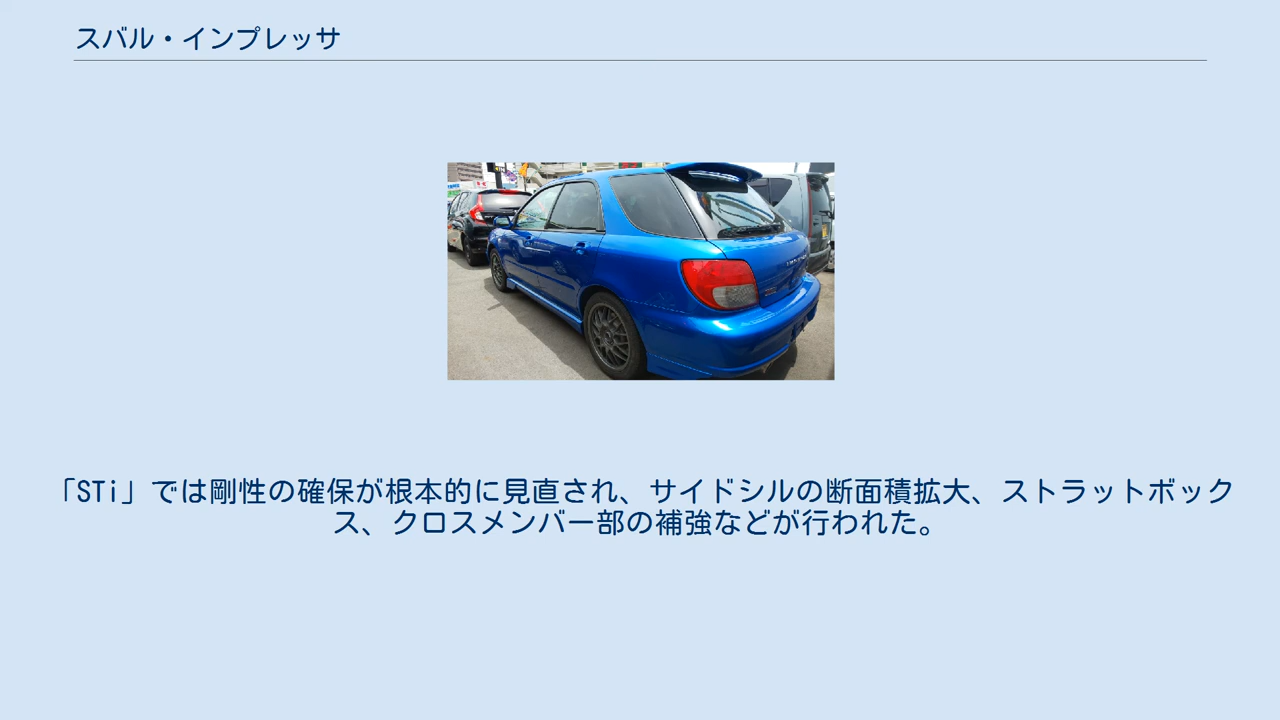 スバル・インプレッサ
「STi」では剛性の確保が根本的に見直され、サイドシルの断面積拡大、ストラットボック
ス、クロスメンバー部の補強などが行われた。